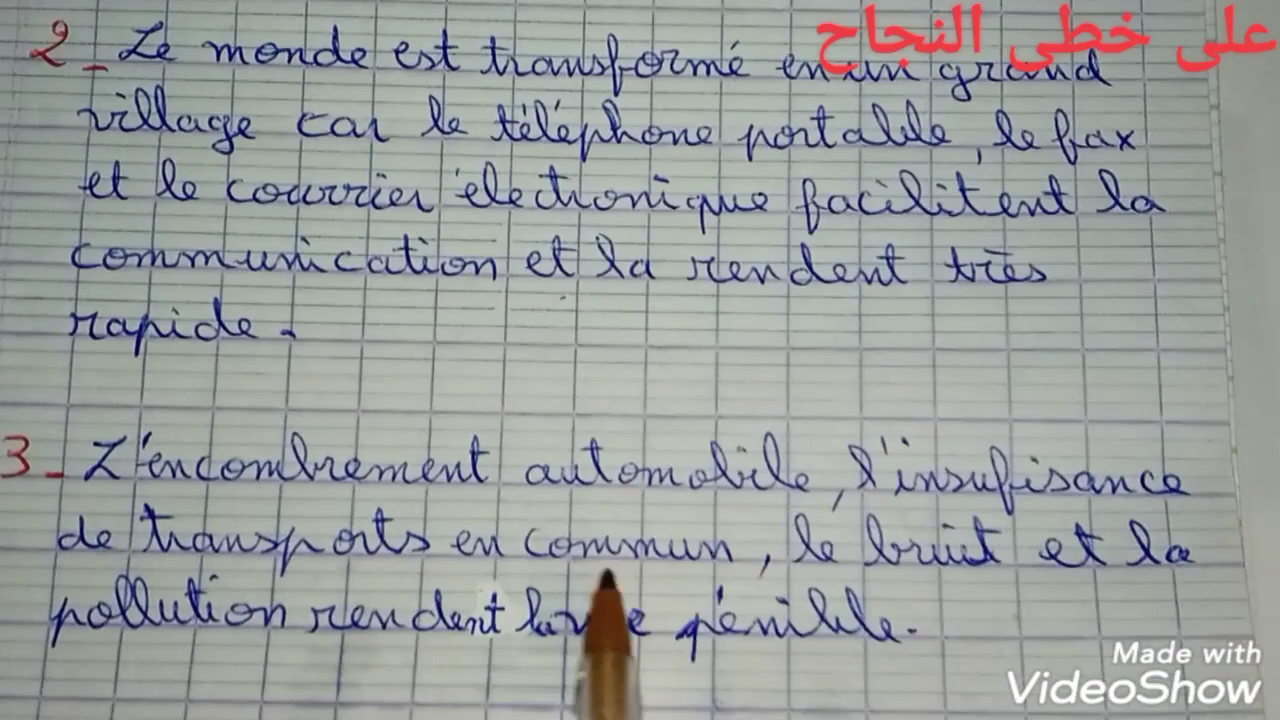 على خطى النجاح
2_ Le monde est transformé en un grand
village car le téléphone portable, le fax
et le courrier électronique facilitent la
communication et la rendent très
rapide.
3_ L'encombrement automobile, l'insufisance
de transports en commun, le bruit et la
pollution rendent la pénible.
Made with
VideoShow